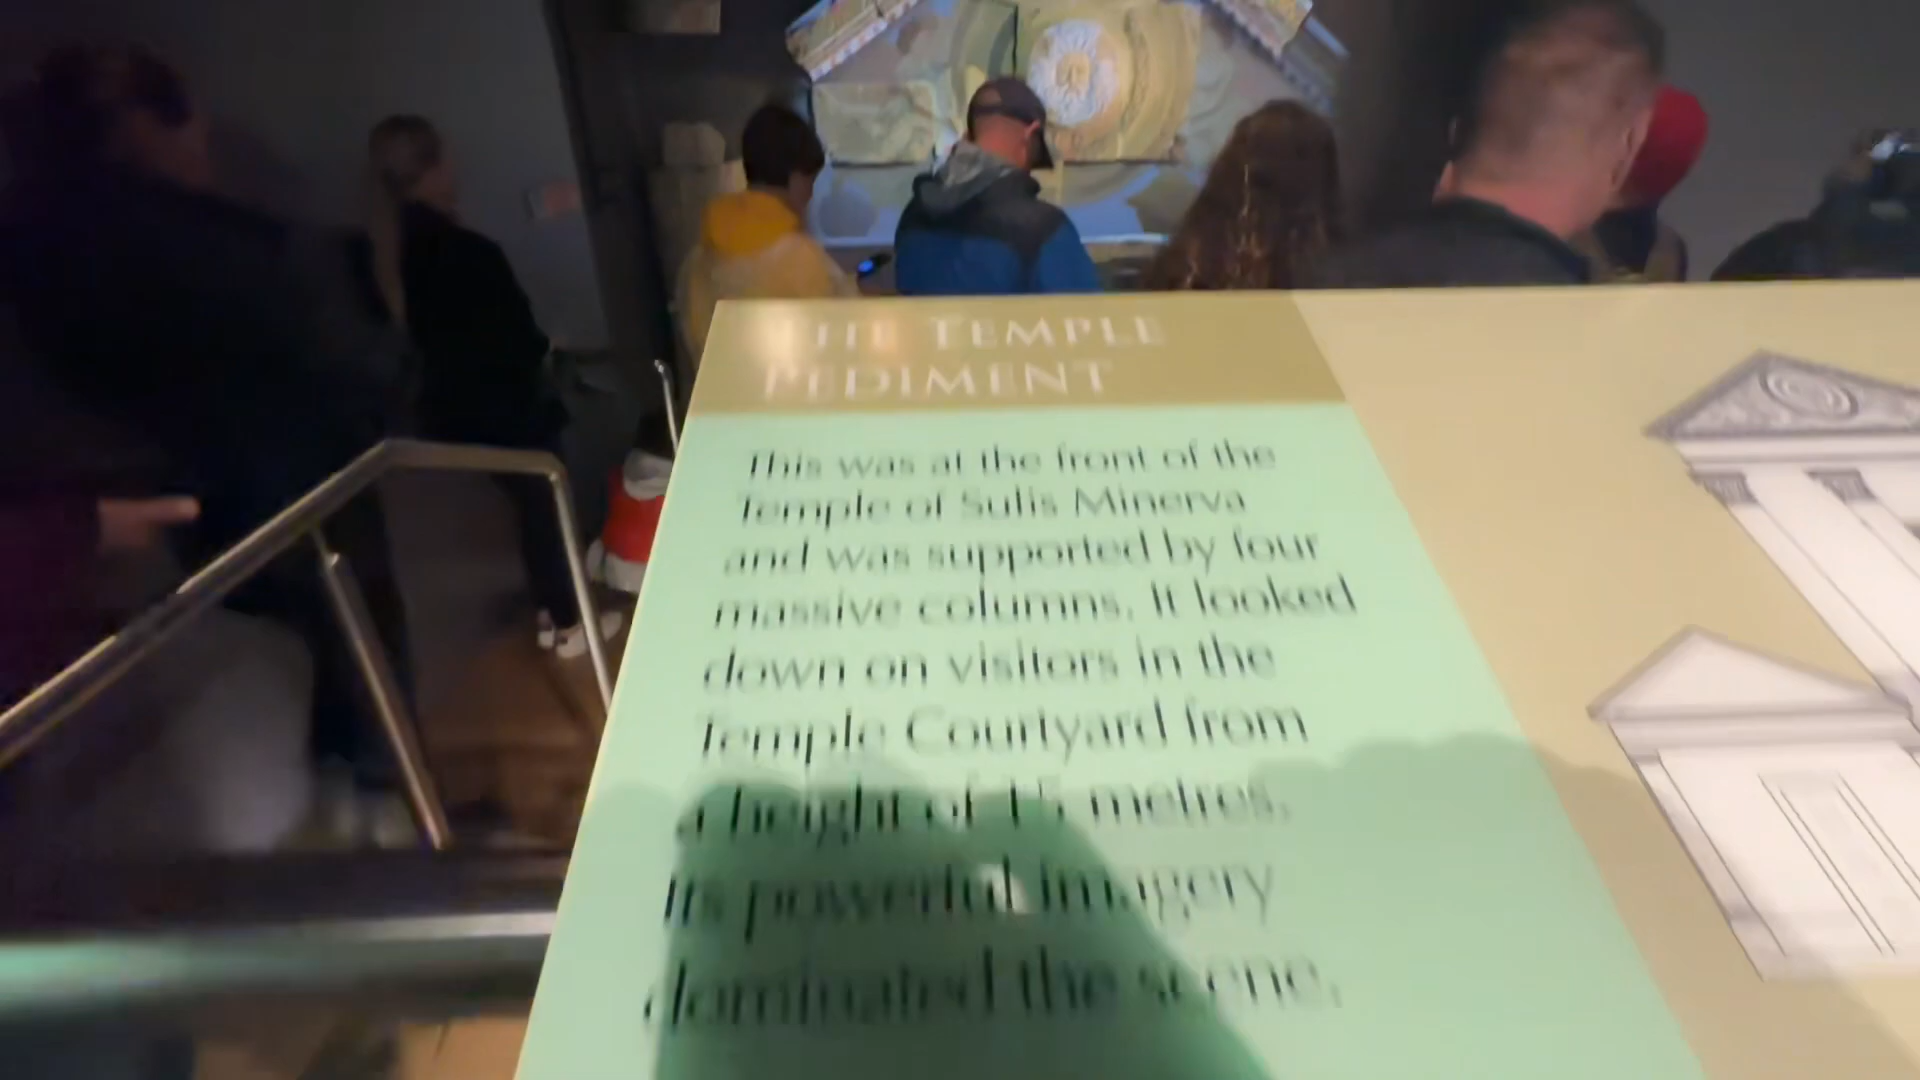 THE TEMPLE
PEDIMENT
This was at the front of the
Temple of Sulis Minerva
and was supported by four
massive columns. It looked
down on visitors in the
Temple Courtyard from
a height of 15 metres.
Its powerful imagery
dominated the scene.